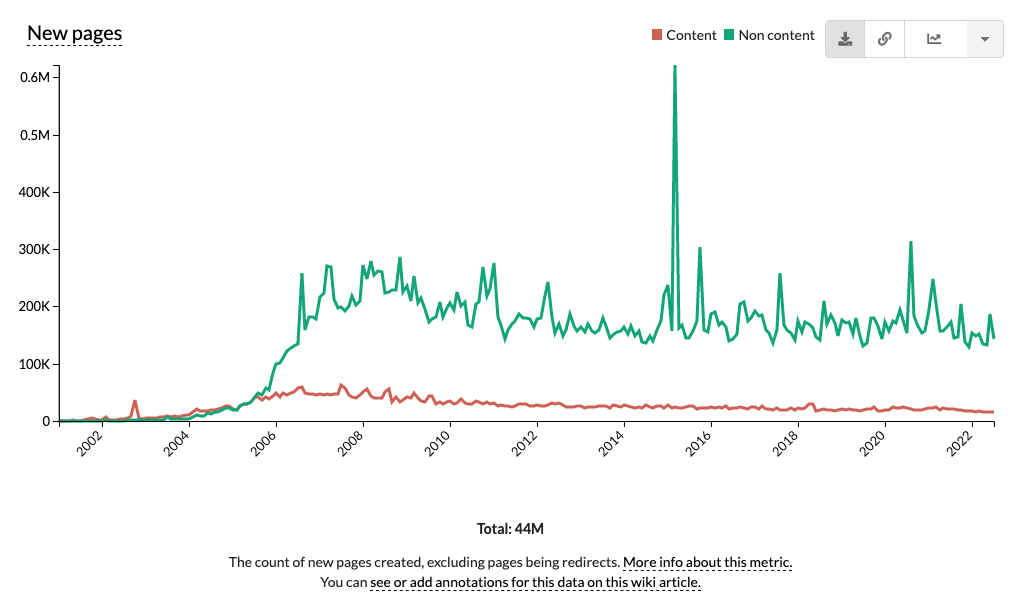 New pages
Content Non content
0.6M
0.5M
400K
300K
200K
100K
0
2002 2004 2006 2008 2010 2012 2014 2016 2018 2020 2022
Total: 44M
The count of new pages created, excluding pages being redirects. More info about this metric.
You can see or add annotations for this data on this wiki article.